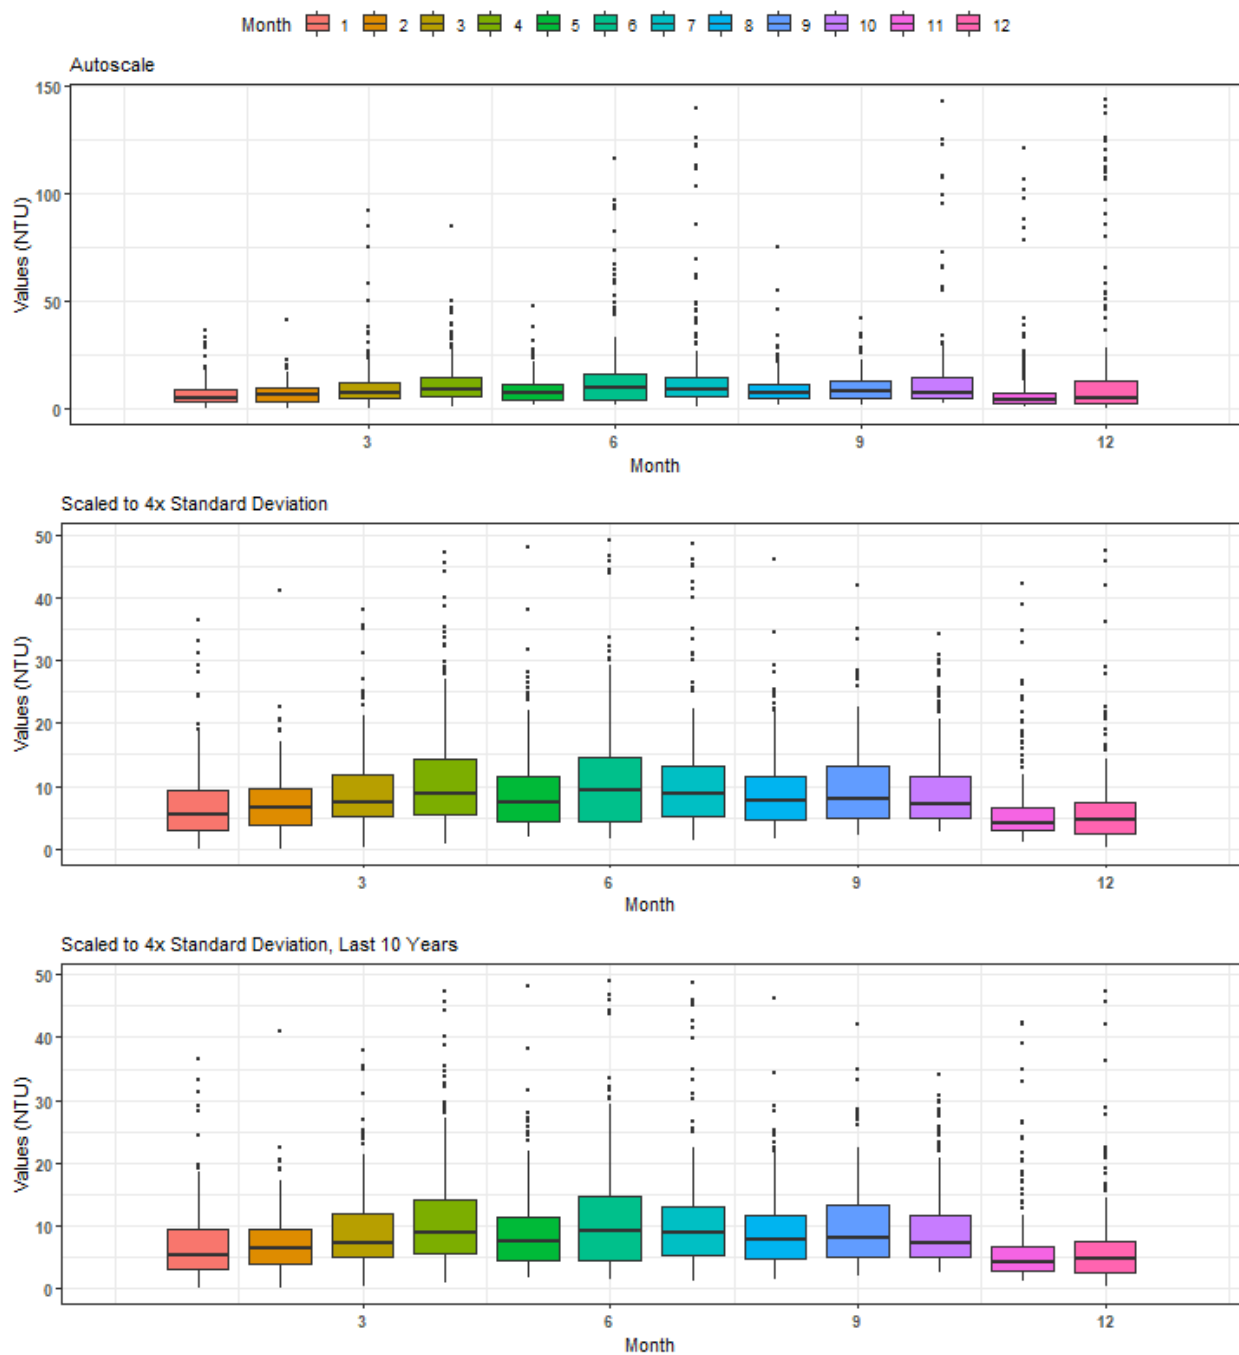 Month 1 2 3 4 5 6 7 8 9 10 11 12
Autoscale
150
100
50
0
Values (NTU)
3 6 9 12
Month
Scaled to 4x Standard Deviation
50
40
30
20
10
0
Values (NTU)
3 6 9 12
Month
Scaled to 4x Standard Deviation, Last 10 Years
50
40
30
20
10
0
Values (NTU)
3 6 9 12
Month